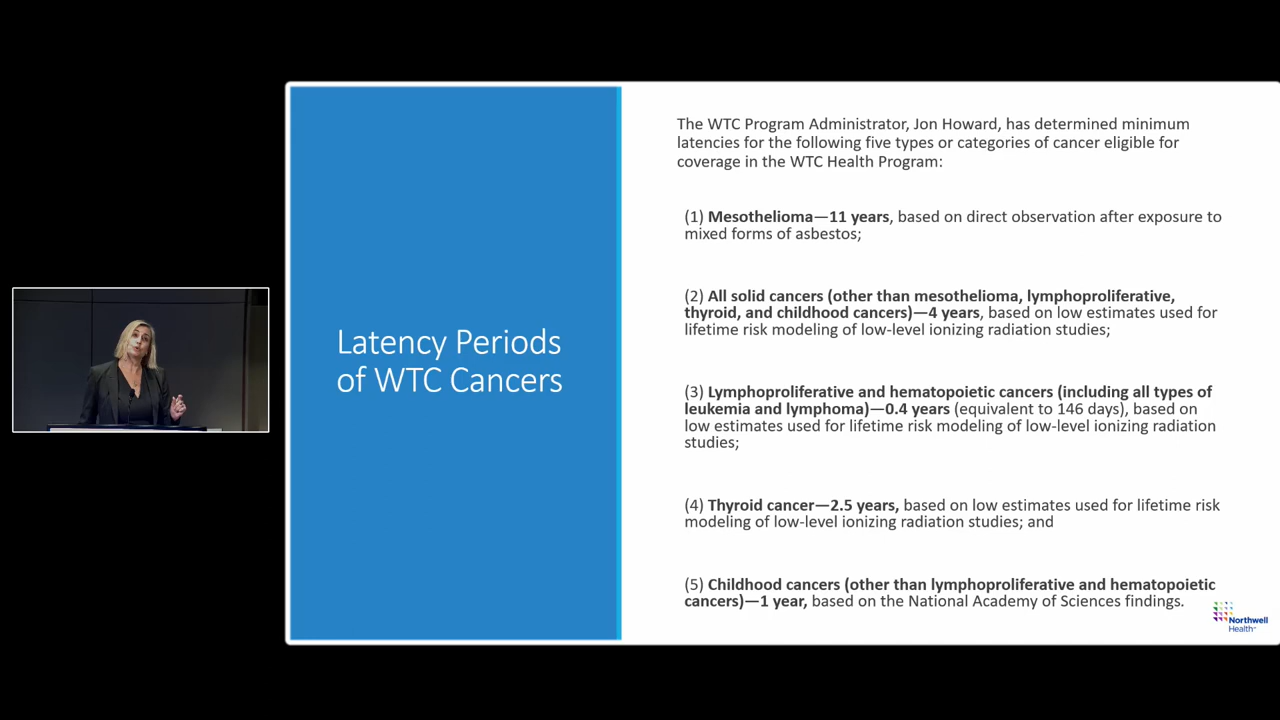 Latency Periods
of WTC Cancers
The WTC Program Administrator, Jon Howard, has determined minimum
latencies for the following five types or categories of cancer eligible for
coverage in the WTC Health Program:
(1) Mesothelioma—11 years, based on direct observation after exposure to
mixed forms of asbestos;
(2) All solid cancers (other than mesothelioma, lymphoproliferative,
thyroid, and childhood cancers)—4 years, based on low estimates used for
lifetime risk modeling of low-level ionizing radiation studies;
(3) Lymphoproliferative and hematopoietic cancers (including all types of
leukemia and lymphoma)—0.4 years (equivalent to 146 days), based on
low estimates used for lifetime risk modeling of low-level ionizing radiation
studies;
(4) Thyroid cancer—2.5 years, based on low estimates used for lifetime risk
modeling of low-level ionizing radiation studies; and
(5) Childhood cancers (other than lymphoproliferative and hematopoietic
cancers)—1 year, based on the National Academy of Sciences findings.
Northwell
Health